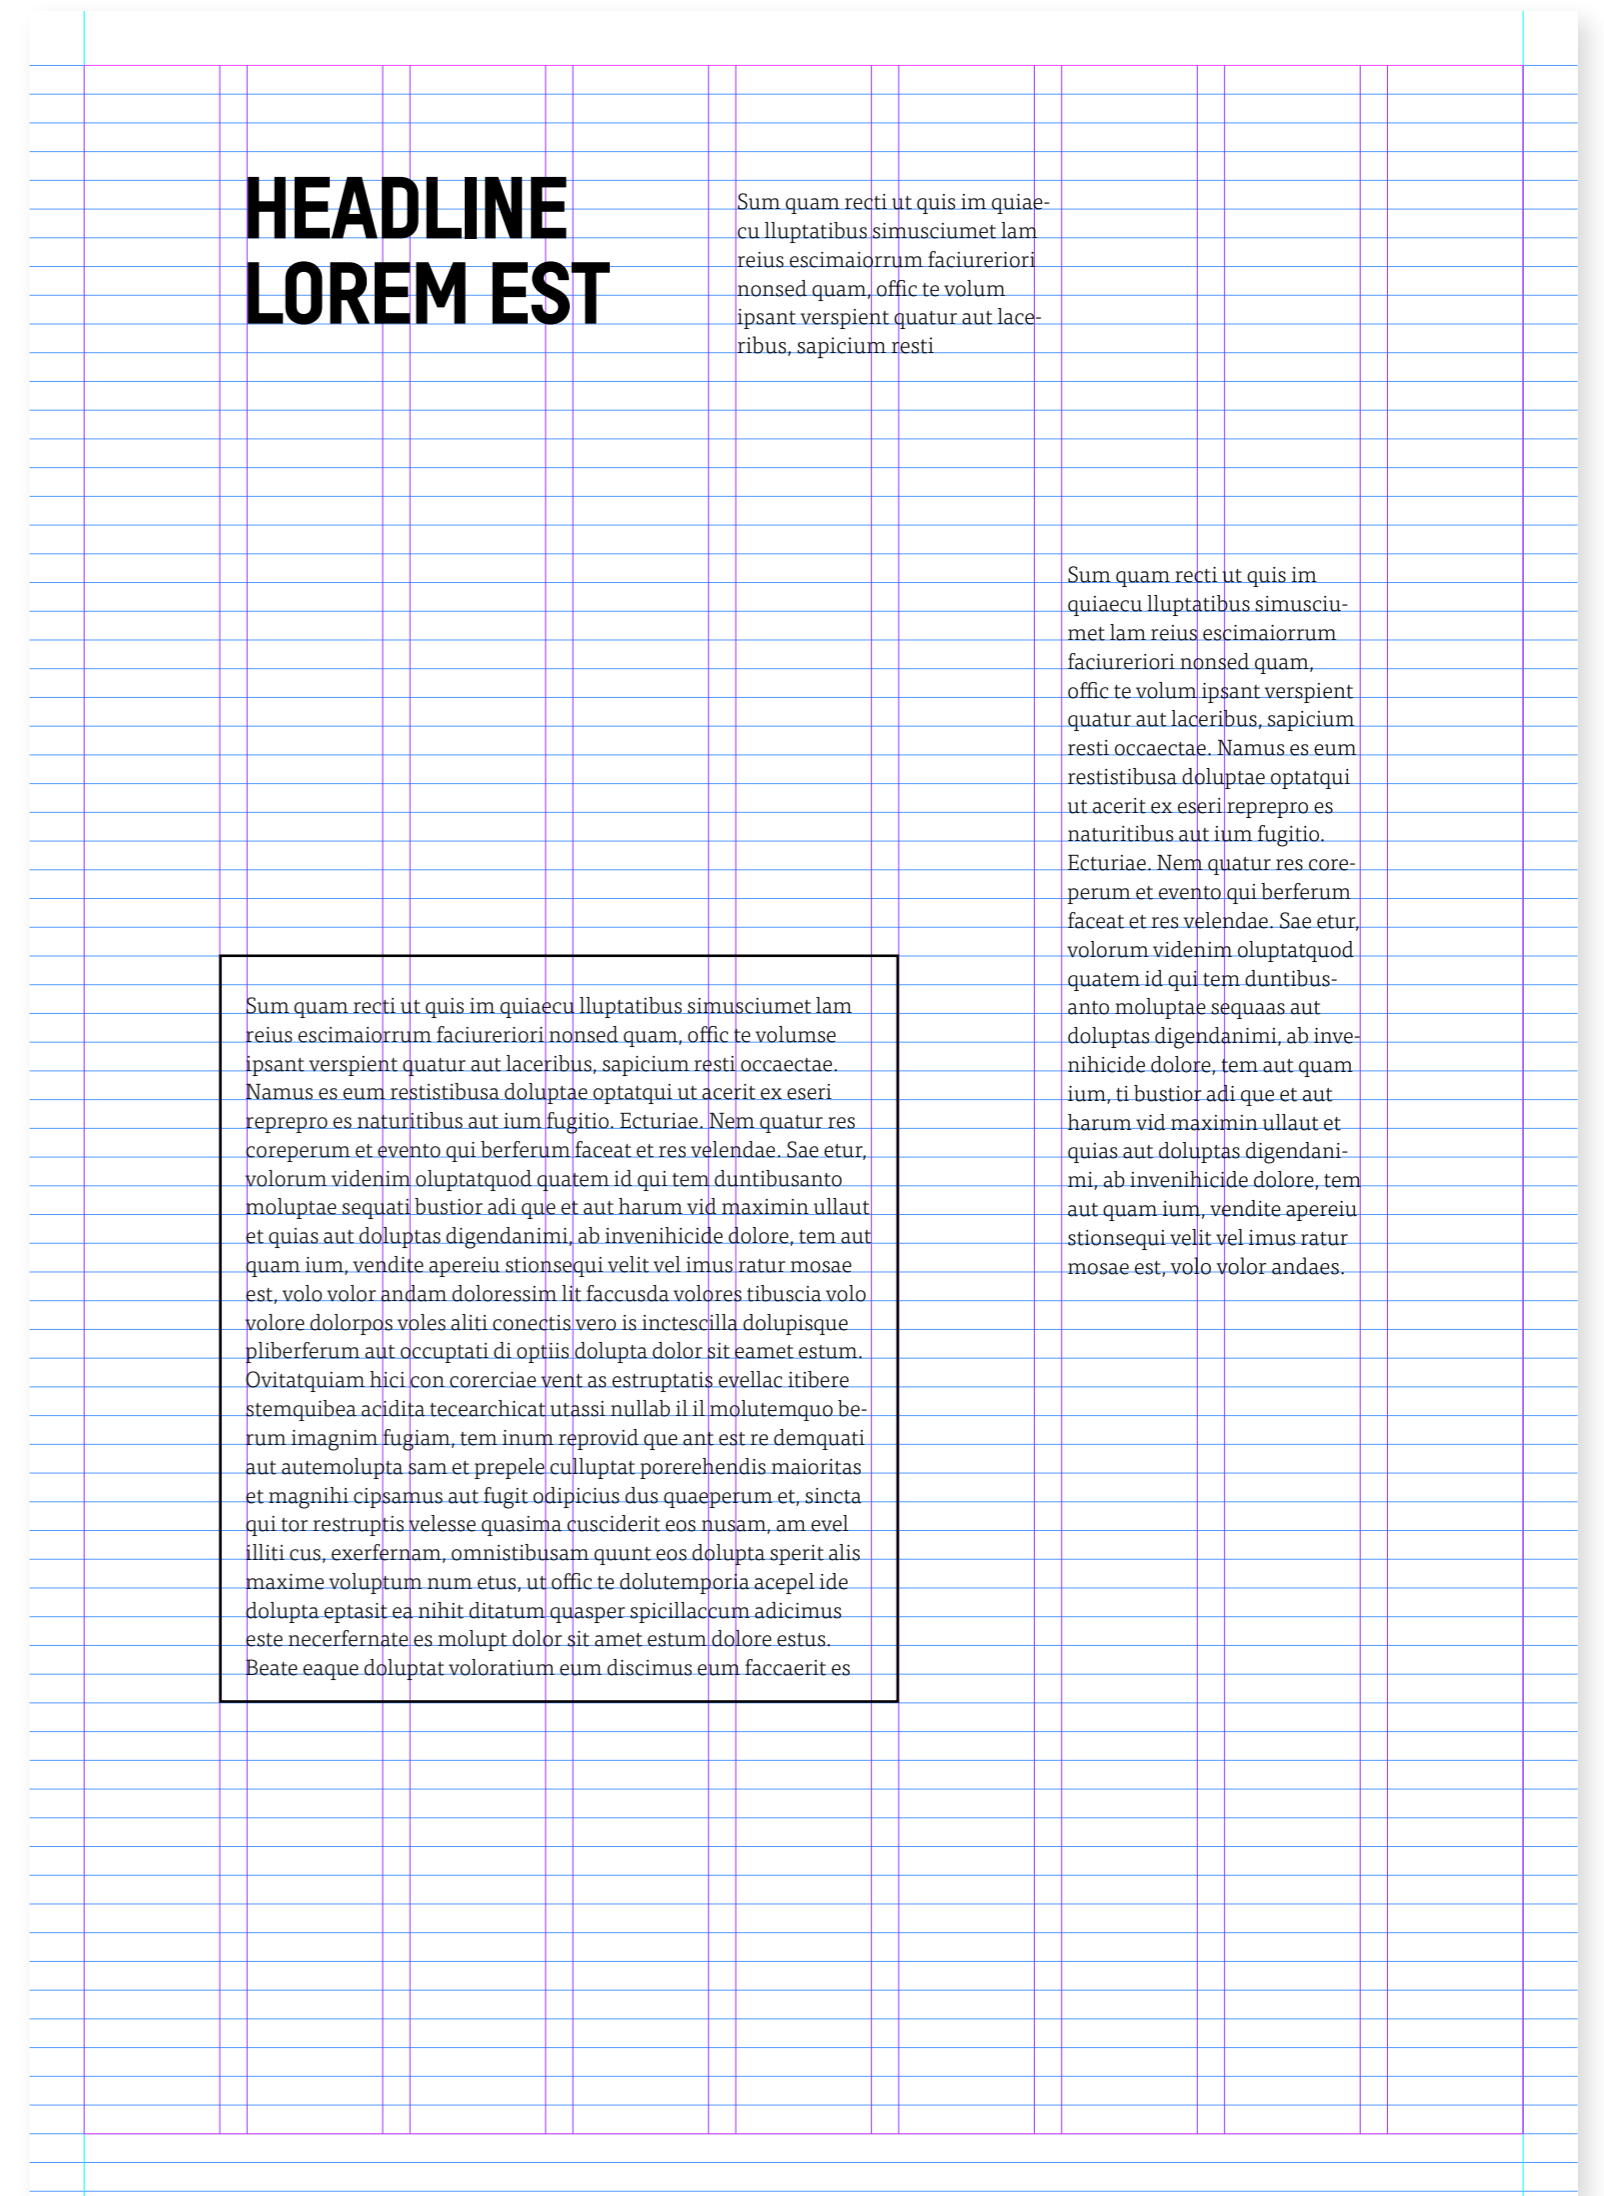 HEADLINE
LOREM EST
Sum quam recti ut quis im quiae-
cu lluptatibus simusciumet lam
reius escimaiorrum faciureriori
nonsed quam, offic te volum
ipsant verspient quatur aut lace-
ribus, sapicium resti
Sum quam recti ut quis im
quiaecu lluptatibus simusciu-
met lam reius escimaiorrum
faciureriori nonsed quam,
offic te volum ipsant verspient
quatur aut laceribus, sapicium
resti occaectae. Namus es eum
restistibusa doluptae optatqui
ut acerit ex eseri reprepro es
naturitibus aut ium fugitio.
Ecturiae. Nem quatur res core-
perum et evento qui berferum
faceat et res velendae. Sae etur,
volorum videnim oluptatquod
quatem id qui tem duntibus-
anto moluptae sequaas aut
doluptas digendanimi, ab inve-
nihicide dolore, tem aut quam
ium, ti bustior adi que et aut
harum vid maximin ullaut et
quias aut doluptas digendani-
mi, ab invenihicide dolore, tem
aut quam ium, vendite apereiu
stionsequi velit vel imus ratur
mosae est, volo volor andaes.
Sum quam recti ut quis im quiaecu lluptatibus simusciumet lam
reius escimaiorrum faciureriori nonsed quam, offic te volumse
ipsant verspient quatur aut laceribus, sapicium resti occaectae.
Namus es eum restistibusa doluptae optatqui ut acerit ex eseri
reprepro es naturitibus aut ium fugitio. Ecturiae. Nem quatur res
coreperum et evento qui berferum faceat et res velendae. Sae etur,
volorum videnim oluptatquod quatem id qui tem duntibusanto
moluptae sequati bustior adi que et aut harum vid maximin ullaut
et quias aut doluptas digendanimi, ab invenihicide dolore, tem aut
quam ium, vendite apereiu stionsequi velit vel imus ratur mosae
est, volo volor andam doloressim lit faccusda volores tibuscia volo
volore dolorpos voles aliti conectis vero is inctescilla dolupisque
pliberferum aut occuptati di optiis dolupta dolor sit eamet estum.
Ovitatquiam hici con corerciae vent as estruptatis evellac itibere
stemquibea acidita tecearchicat utassi nullab il il molutemquo be-
rum imagnim fugiam, tem inum reprovid que ant est re demquati
aut autemolupta sam et prepele culluptat porerehendis maioritas
et magnihi cipsamus aut fugit odipicius dus quaeperum et, sincta
qui tor restruptis velesse quasima cusciderit eos nusam, am evel
illiti cus, exerfernam, omnistibusam quunt eos dolupta sperit alis
maxime voluptum num etus, ut offic te dolutemporia acepel ide
dolupta eptasit ea nihit ditatum quasper spicillaccum adicimus
este necerfernate es molupt dolor sit amet estum dolore estus.
Beate eaque doluptat voloratium eum discimus eum faccaerit es